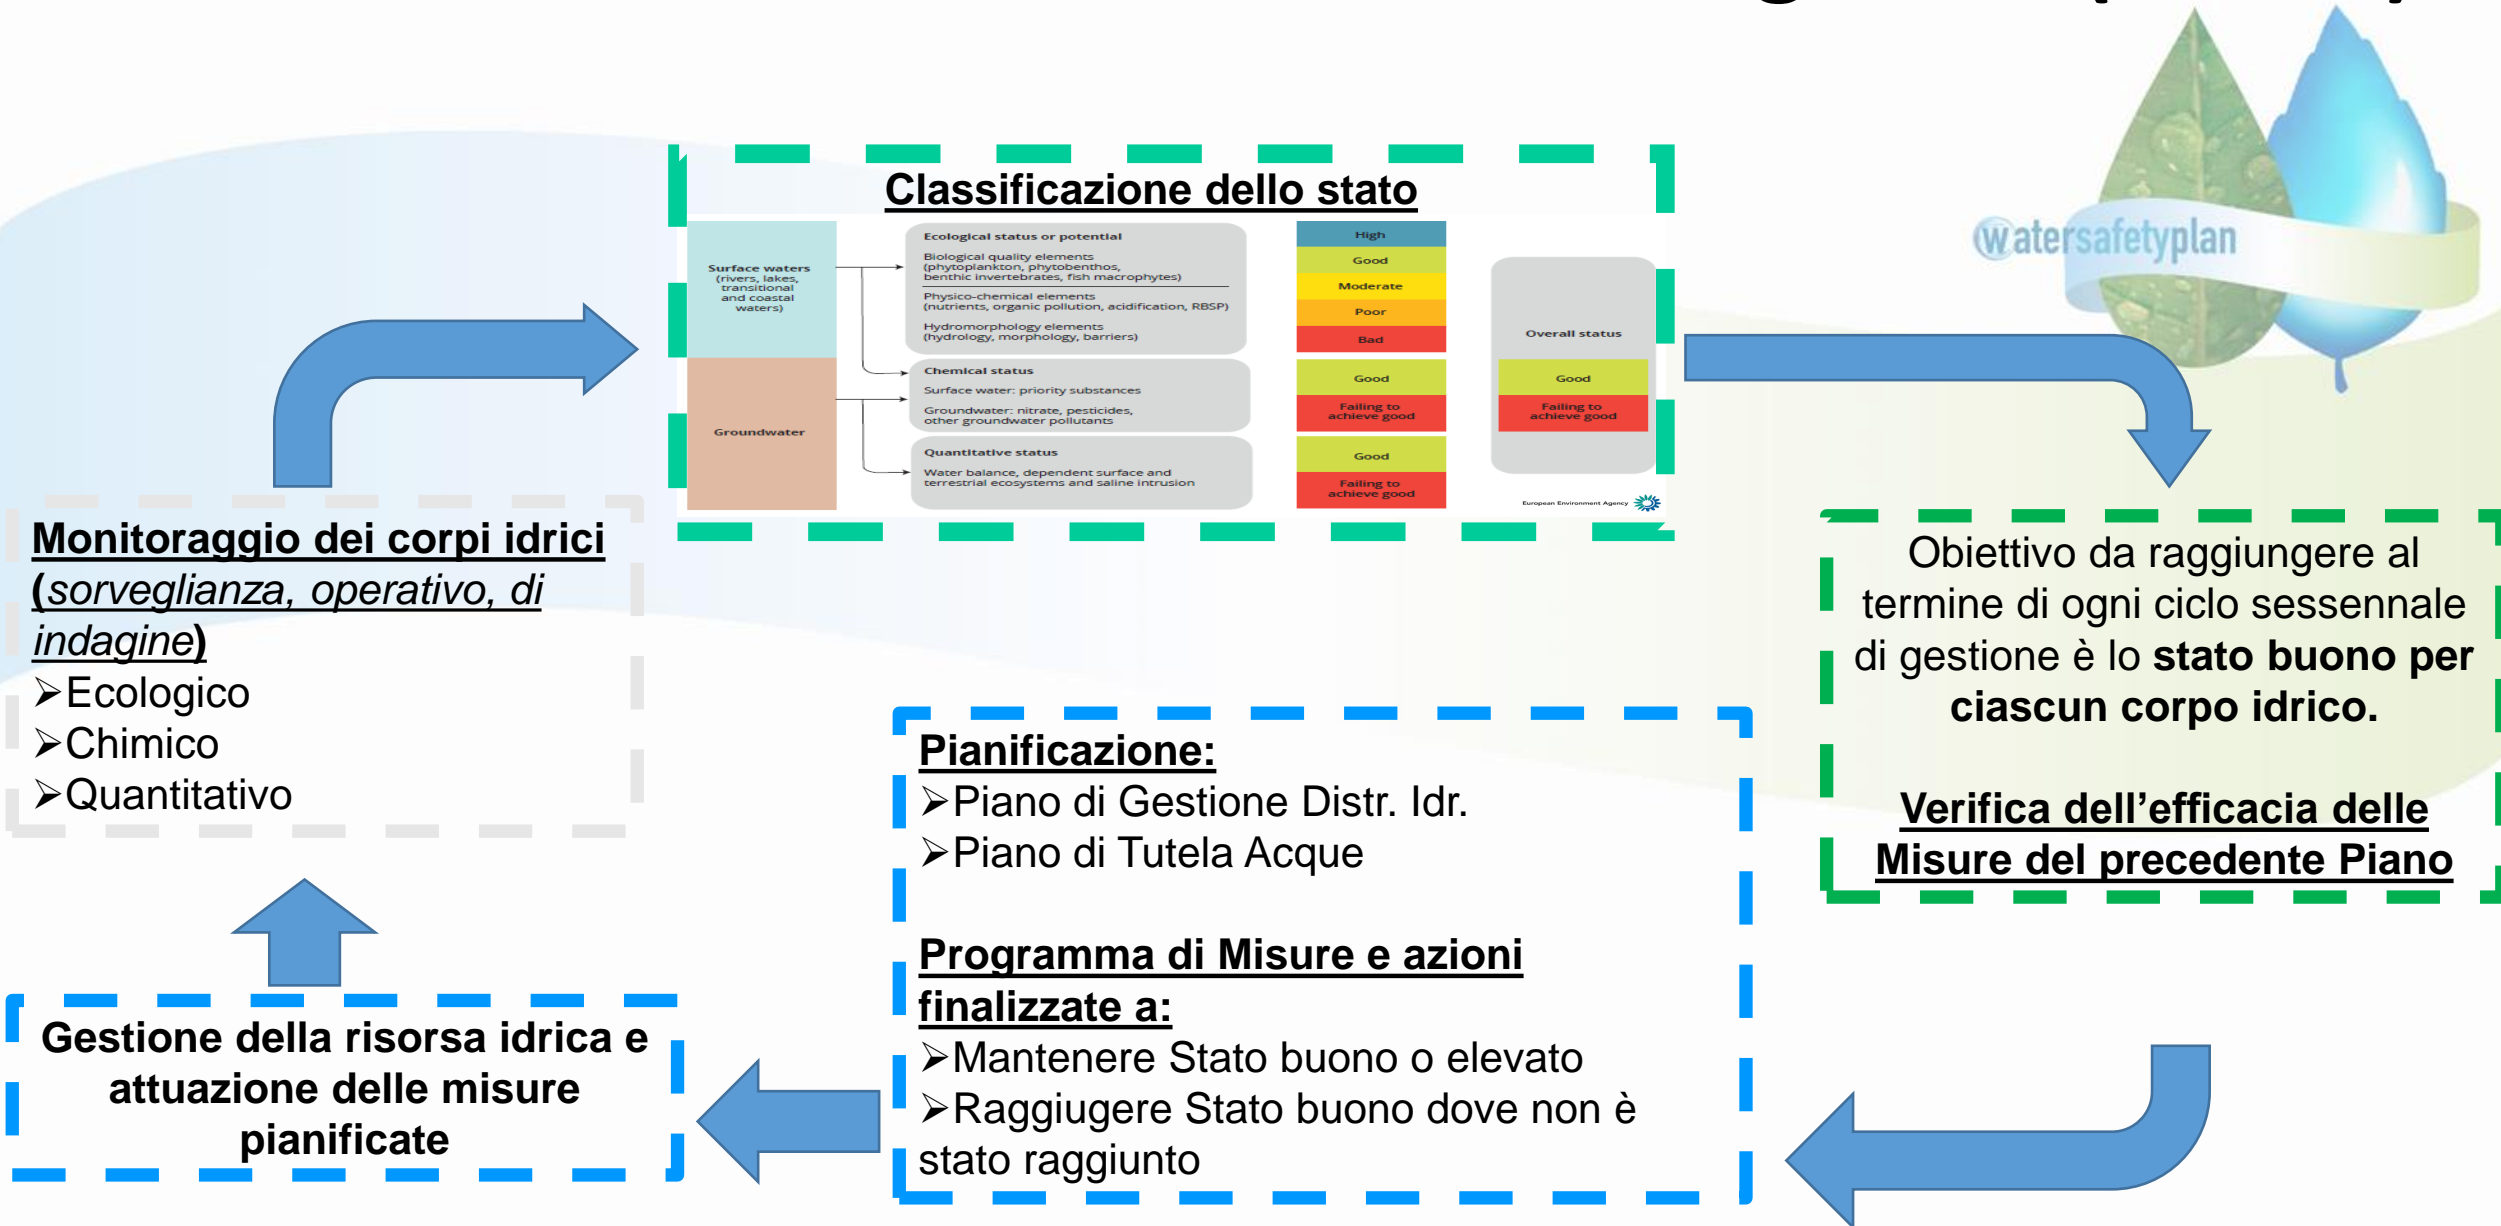 Classificazione dello stato
Surface waters
(rivers, lakes,
transitional
and coastal
waters)
Groundwater
Ecological status or potential
Biological quality elements
(phytoplankton, phytobenthos,
benthic invertebrates, fish macrophytes)
Physico-chemical elements
(nutrients, organic pollution, acidification, RBSP)
Hydromorphology elements
(hydrology, morphology, barriers)
Chemical status
Surface water: priority substances
Groundwater: nitrate, pesticides,
other groundwater pollutants
Quantitative status
Water balance, dependent surface and
terrestrial ecosystems and saline intrusion
High
Good
Moderate
Poor
Bad
Good
Failing to
achieve good
Good
Failing to
achieve good
Overall status
Good
Failing to
achieve good
European Environment Agency
watersafetyplan
Monitoraggio dei corpi idrici
(sorveglianza, operativo, di
indagine)
➢Ecologico
➢Chimico
➢Quantitativo
Obiettivo da raggiungere al
termine di ogni ciclo sessennale
di gestione è lo stato buono per
ciascun corpo idrico.
Verifica dell’efficacia delle
Misure del precedente Piano
Pianificazione:
➢Piano di Gestione Distr. Idr.
➢Piano di Tutela Acque
Programma di Misure e azioni
finalizzate a:
➢Mantenere Stato buono o elevato
➢Raggiugere Stato buono dove non è
stato raggiunto
Gestione della risorsa idrica e
attuazione delle misure
pianificate